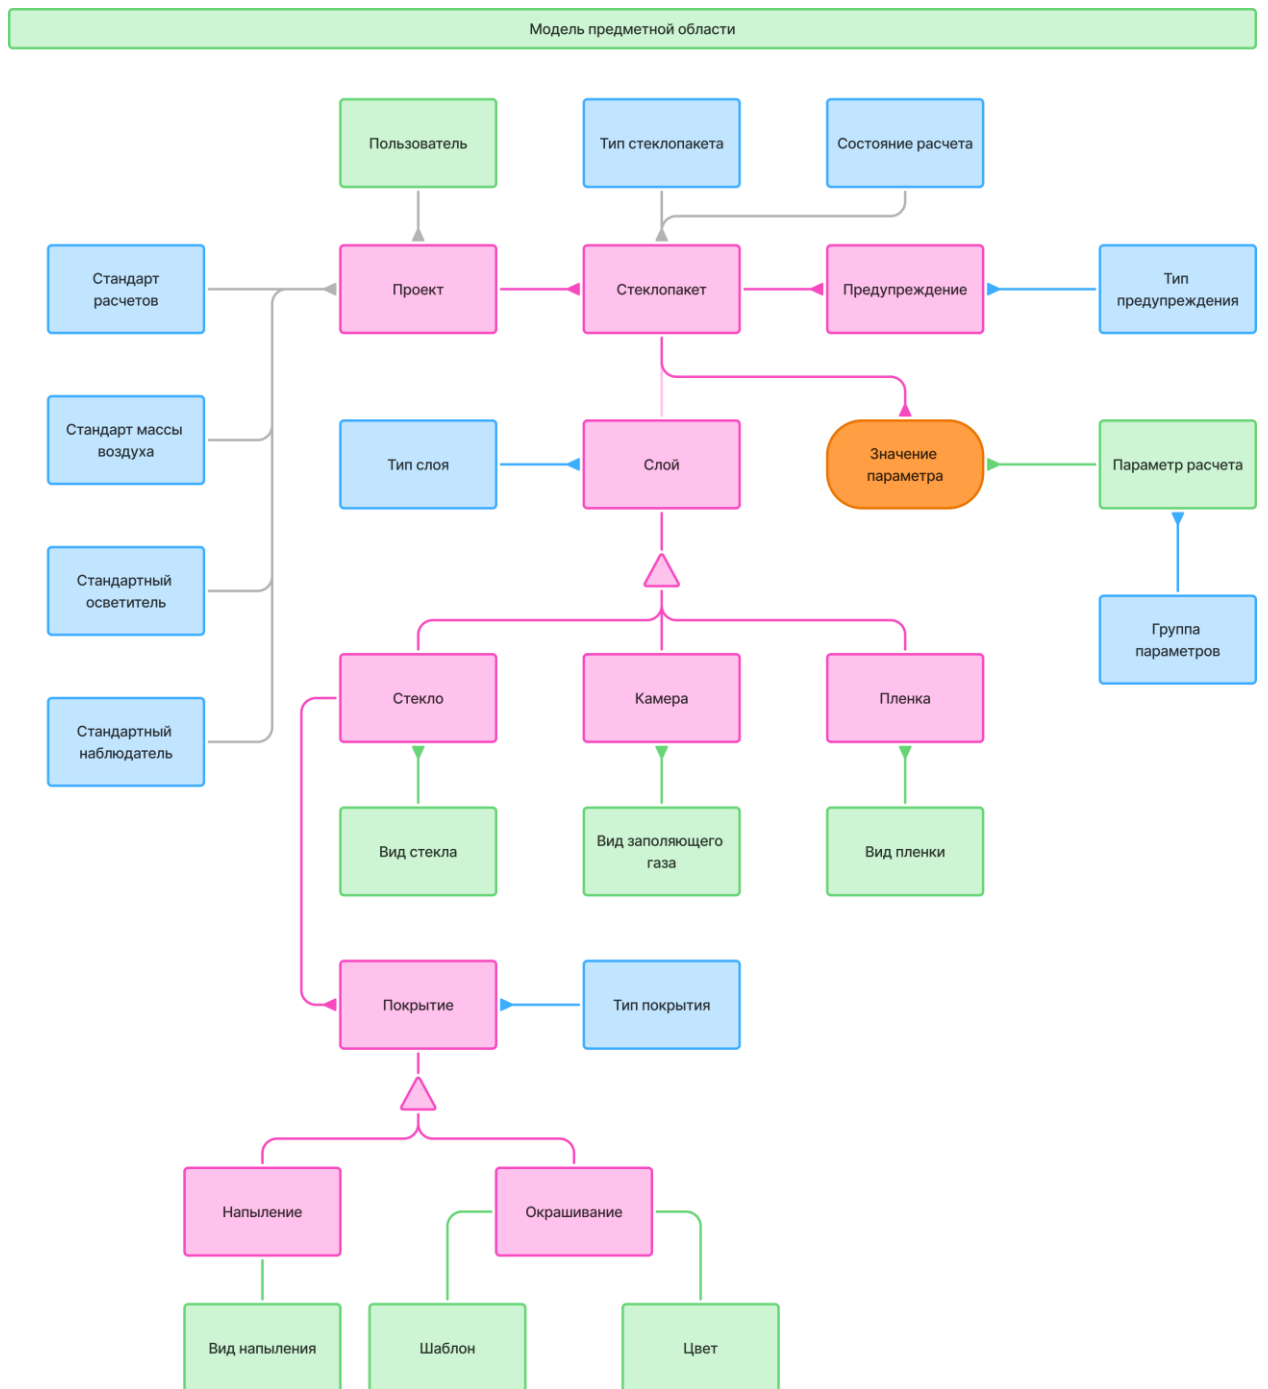 Модель предметной области
Пользователь
Тип стеклопакета
Состояние расчета
Стандарт
расчетов
Проект
Стеклопакет
Предупреждение
Тип
предупреждения
Стандарт массы
воздуха
Тип слоя
Слой
Значение
параметра
Параметр расчета
Стандартный
осветитель
Группа
параметров
Стекло
Камера
Пленка
Стандартный
наблюдатель
Вид стекла
Вид заполяющего
газа
Вид пленки
Покрытие
Тип покрытия
Напыление
Окрашивание
Вид напыления
Шаблон
Цвет